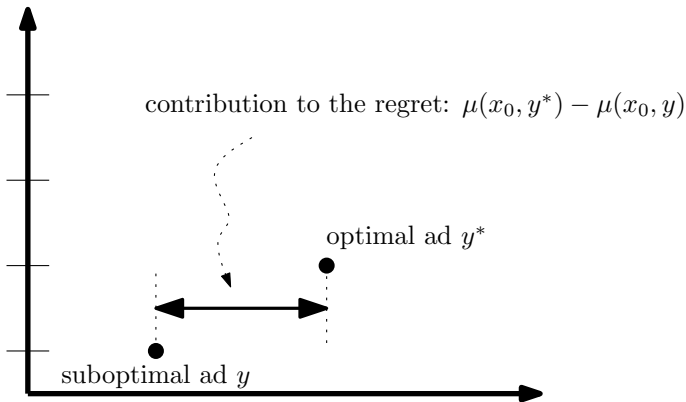 contribution to the regret: μ(x₀, y*) − μ(x₀, y)
optimal ad y*
suboptimal ad y